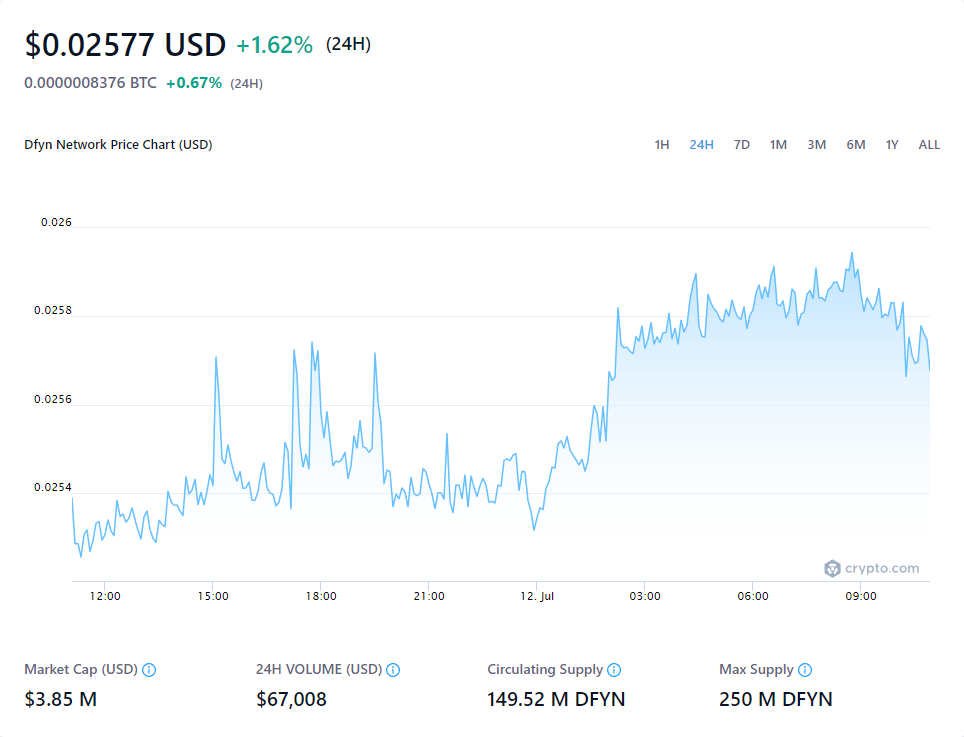 $0.02577 USD +1.62% (24H)
0.0000008376 BTC +0.67% (24H)
Dfyn Network Price Chart (USD)
1H 24H 7D 1M 3M 6M 1Y ALL
0.026
0.0258
0.0256
0.0254
crypto.com
12:00 15:00 18:00 21:00 12. Jul 03:00 06:00 09:00
Market Cap (USD) 24H VOLUME (USD) Circulating Supply Max Supply
$3.85 M $67,008 149.52 M DFYN 250 M DFYN